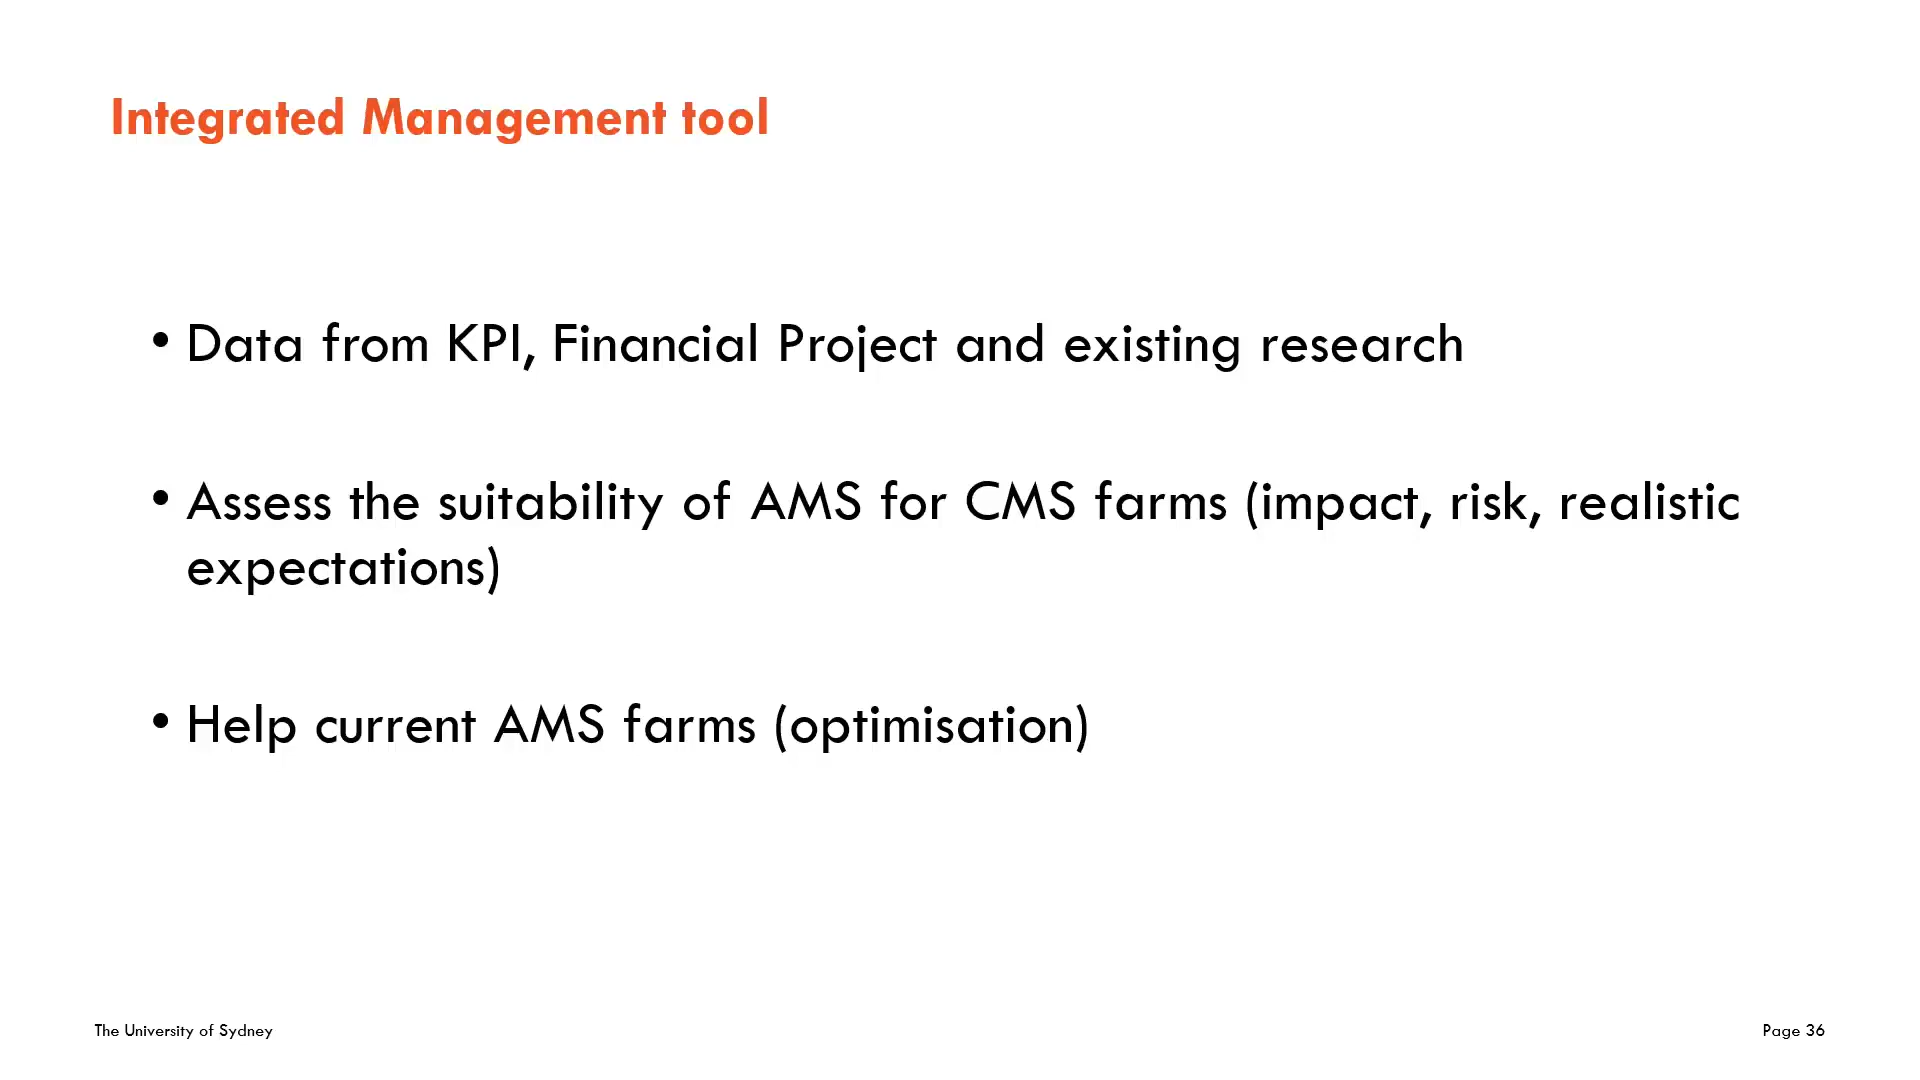 Integrated Management tool
• Data from KPI, Financial Project and existing research
• Assess the suitability of AMS for CMS farms (impact, risk, realistic
expectations)
• Help current AMS farms (optimisation)
The University of Sydney
Page 36